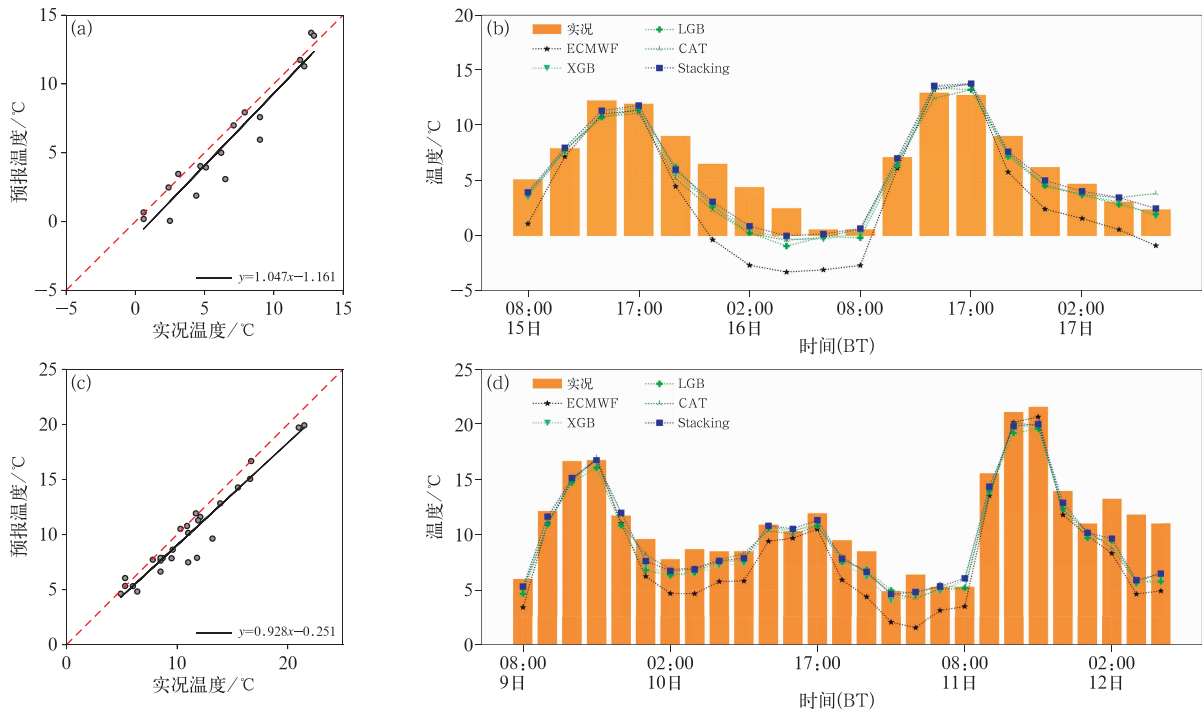 (a)
15
10
5
0
−5
−5 0 5 10 15
预报温度/℃
实况温度/℃
y=1.047x−1.161
(b)
20
15
10
5
0
−5
温度/℃
实况
ECMWF
XGB
LGB
CAT
Stacking
08:00 17:00 02:00 08:00 17:00 02:00
15日 16日 17日
时间(BT)
(c)
25
20
15
10
5
0
0 10 20
预报温度/℃
实况温度/℃
y=0.928x−0.251
(d)
25
20
15
10
5
0
温度/℃
实况
ECMWF
XGB
LGB
CAT
Stacking
08:00 02:00 17:00 08:00 02:00
9日 10日 11日 12日
时间(BT)